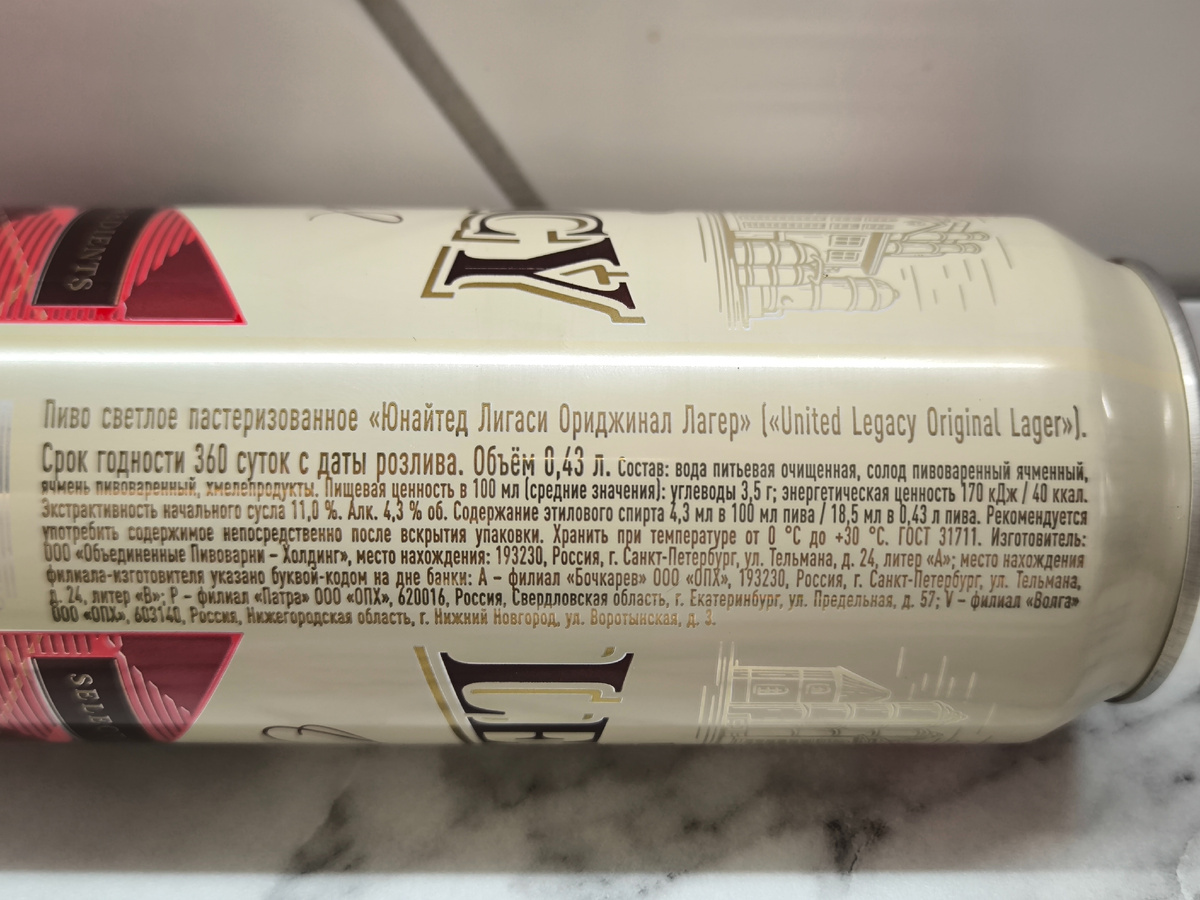 Пиво светлое пастеризованное «Юнайтед Лигаси Ориджинал Лагер» («United Legacy Original Lager»).
Срок годности 360 суток с даты розлива. Объём 0,43 л. Состав: вода питьевая очищенная, солод пивоваренный ячменный,
ячмень пивоваренный, хмелепродукты. Пищевая ценность в 100 мл (средние значения): углеводы 3,5 г; энергетическая ценность 170 кДж / 40 ккал.
Экстрактивность начального сусла 11,0 %. Алк. 4,3 % об. Содержание этилового спирта 4,3 мл в 100 мл пива / 18,5 мл в 0,43 л пива. Рекомендуется
употребить содержимое непосредственно после вскрытия упаковки. Хранить при температуре от 0 °С до +30 °С. ГОСТ 31711. Изготовитель:
ООО «Объединенные Пивоварни – Холдинг», место нахождения: 193230, Россия, г. Санкт-Петербург, ул. Тельмана, д. 24, литер «А»; место нахождения
филиала-изготовителя указано буквой-кодом на дне банки: А – филиал «Бочкарев» ООО «ОПХ», 193230, Россия, г. Санкт-Петербург, ул. Тельмана,
д. 24, литер «В»; Р – филиал «Патра» ООО «ОПХ», 620016, Россия, Свердловская область, г. Екатеринбург, ул. Предельная, д. 57; V – филиал «Волга»
ООО «ОПХ», 603140, Россия, Нижегородская область, г. Нижний Новгород, ул. Воротынская, д. 3.
CY
DIENTS
LE
SELEC